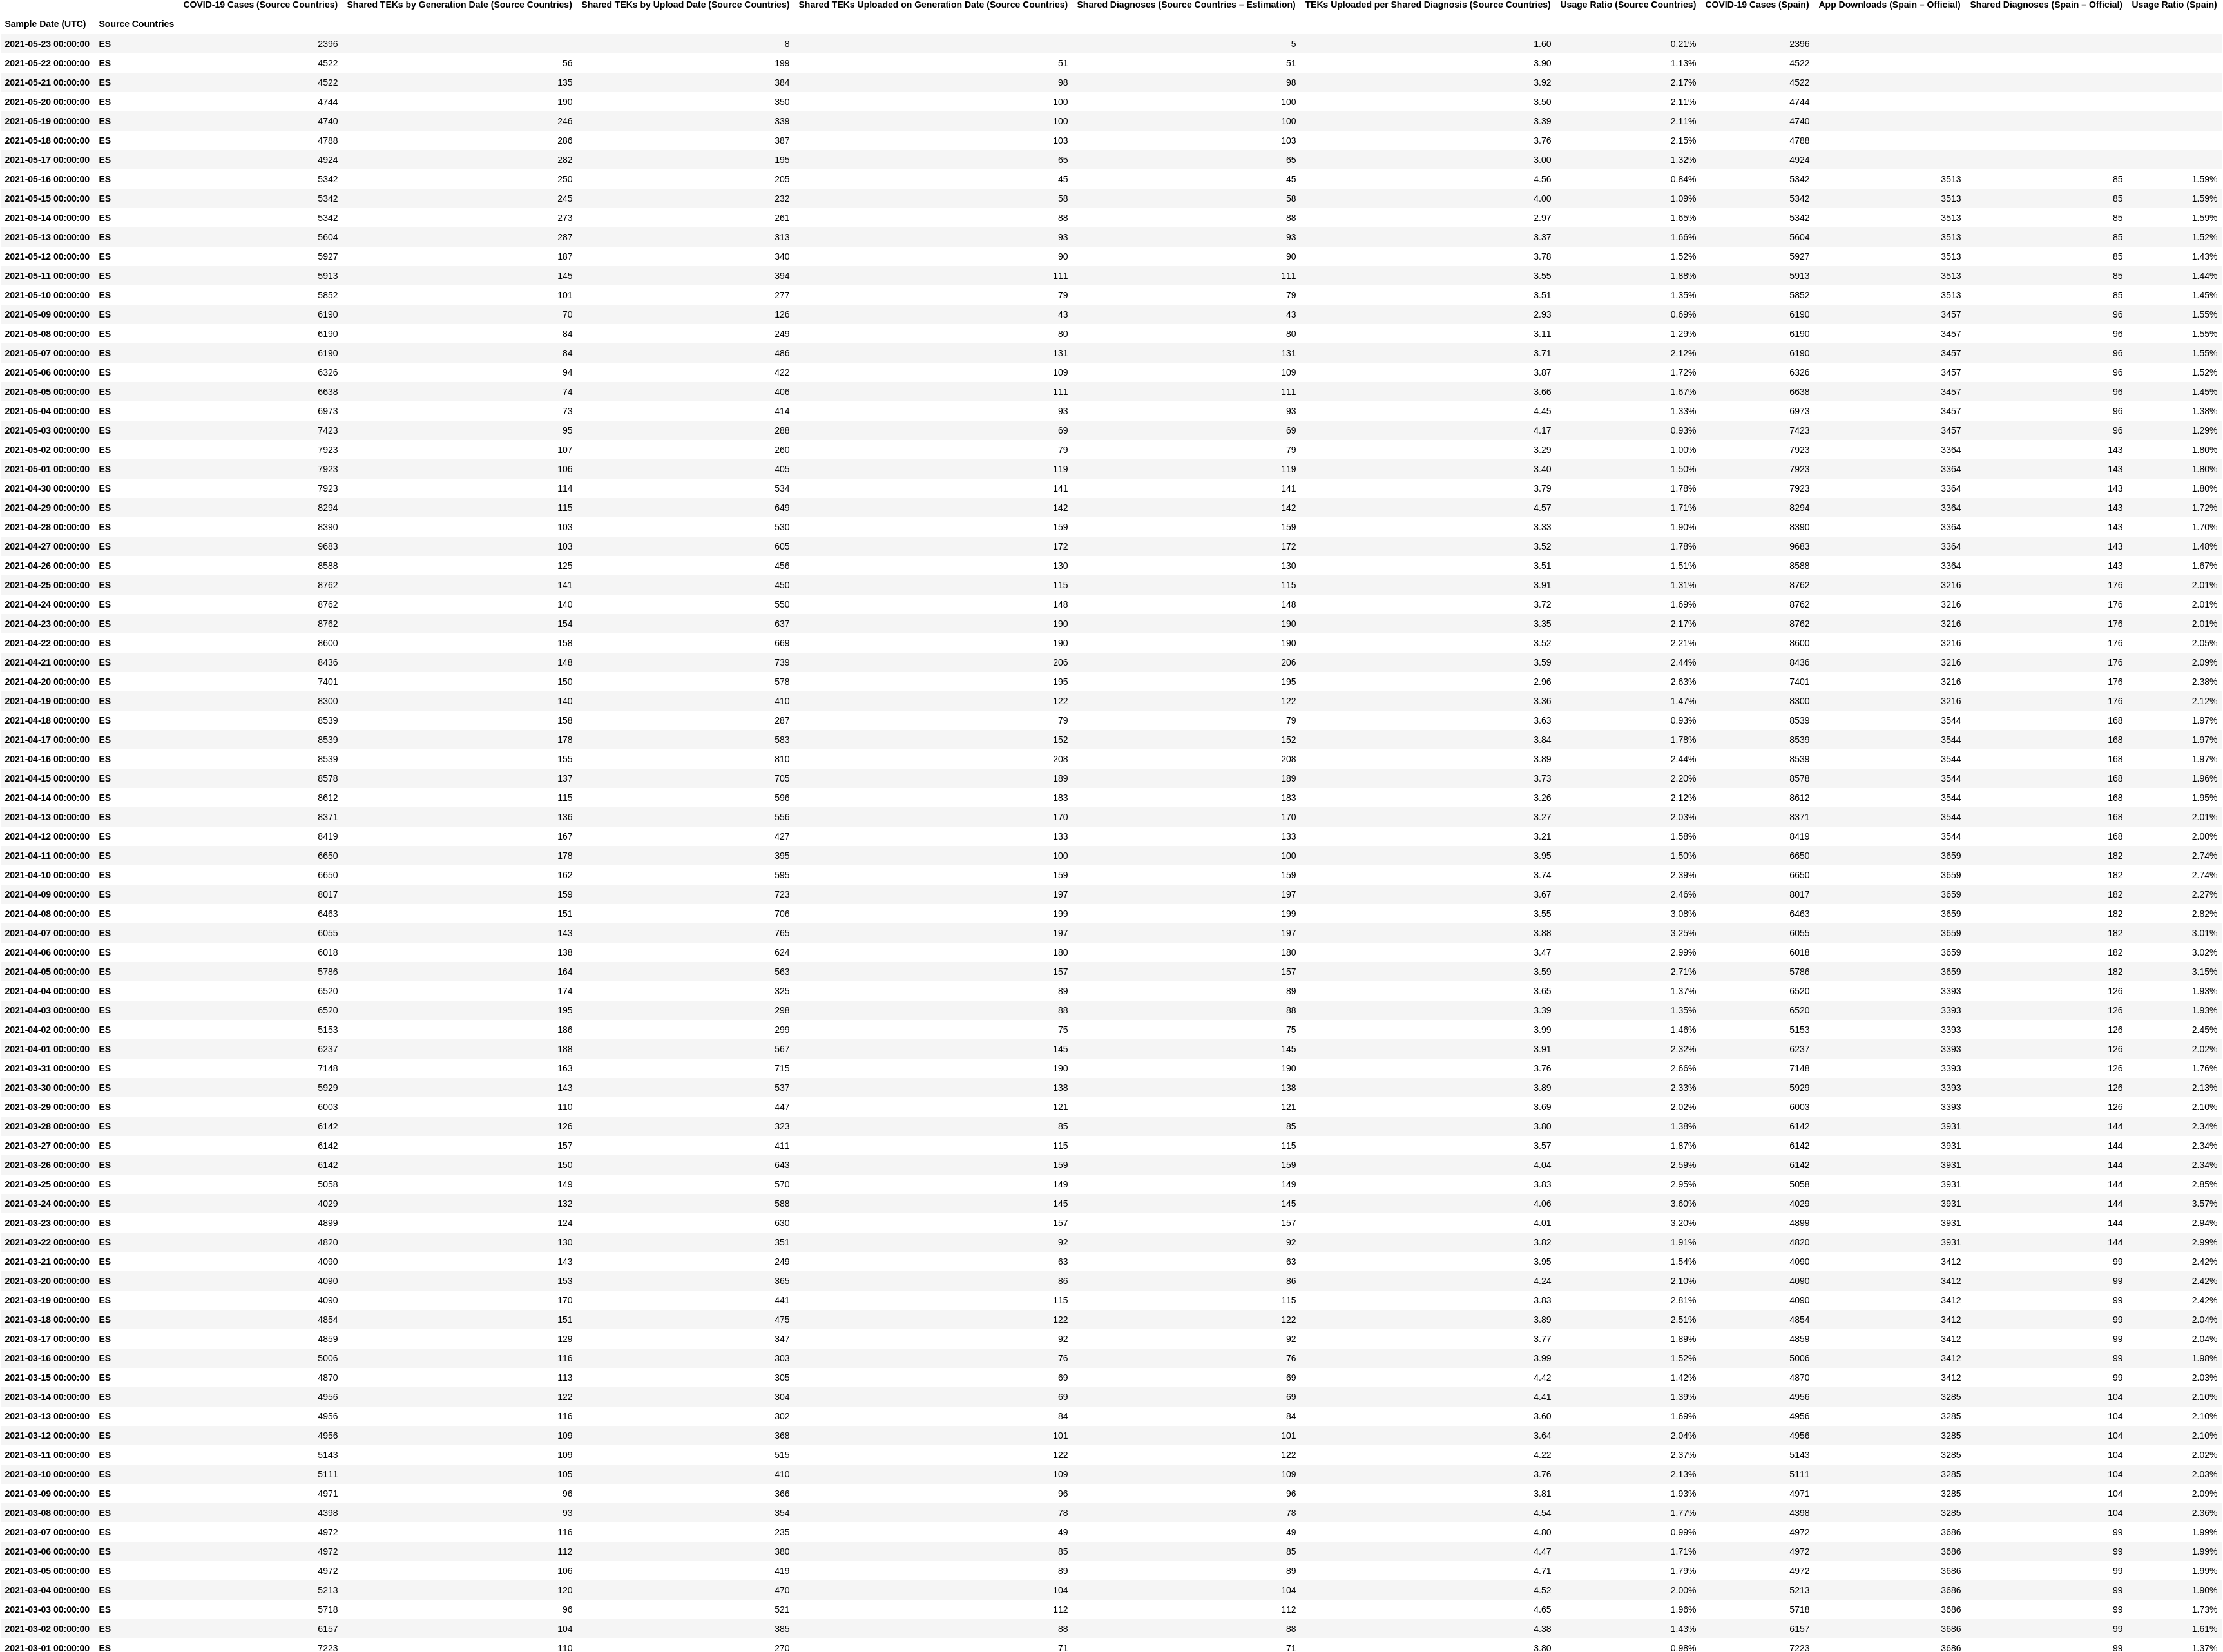 COVID-19 Cases (Source Countries) Shared TEKs by Generation Date (Source Countries) Shared TEKs by Upload Date (Source Countries) Shared TEKs Uploaded on Generation Date (Source Countries) Shared Diagnoses (Source Countries – Estimation) TEKs Uploaded per Shared Diagnosis (Source Countries) Usage Ratio (Source Countries) COVID-19 Cases (Spain) App Downloads (Spain – Official) Shared Diagnoses (Spain – Official) Usage Ratio (Spain)
Sample Date (UTC) Source Countries
2021-05-23 00:00:00 ES 2396 8 5 1.60 0.21% 2396
2021-05-22 00:00:00 ES 4522 56 199 51 51 3.90 1.13% 4522
2021-05-21 00:00:00 ES 4522 135 384 98 98 3.92 2.17% 4522
2021-05-20 00:00:00 ES 4744 190 350 100 100 3.50 2.11% 4744
2021-05-19 00:00:00 ES 4740 246 339 100 100 3.39 2.11% 4740
2021-05-18 00:00:00 ES 4788 286 387 103 103 3.76 2.15% 4788
2021-05-17 00:00:00 ES 4924 282 195 65 65 3.00 1.32% 4924
2021-05-16 00:00:00 ES 5342 250 205 45 45 4.56 0.84% 5342 3513 85 1.59%
2021-05-15 00:00:00 ES 5342 245 232 58 58 4.00 1.09% 5342 3513 85 1.59%
2021-05-14 00:00:00 ES 5342 273 261 88 88 2.97 1.65% 5342 3513 85 1.59%
2021-05-13 00:00:00 ES 5604 287 313 93 93 3.37 1.66% 5604 3513 85 1.52%
2021-05-12 00:00:00 ES 5927 187 340 90 90 3.78 1.52% 5927 3513 85 1.43%
2021-05-11 00:00:00 ES 5913 145 394 111 111 3.55 1.88% 5913 3513 85 1.44%
2021-05-10 00:00:00 ES 5852 101 277 79 79 3.51 1.35% 5852 3513 85 1.45%
2021-05-09 00:00:00 ES 6190 70 126 43 43 2.93 0.69% 6190 3457 96 1.55%
2021-05-08 00:00:00 ES 6190 84 249 80 80 3.11 1.29% 6190 3457 96 1.55%
2021-05-07 00:00:00 ES 6190 84 486 131 131 3.71 2.12% 6190 3457 96 1.55%
2021-05-06 00:00:00 ES 6326 94 422 109 109 3.87 1.72% 6326 3457 96 1.52%
2021-05-05 00:00:00 ES 6638 74 406 111 111 3.66 1.67% 6638 3457 96 1.45%
2021-05-04 00:00:00 ES 6973 73 414 93 93 4.45 1.33% 6973 3457 96 1.38%
2021-05-03 00:00:00 ES 7423 95 288 69 69 4.17 0.93% 7423 3457 96 1.29%
2021-05-02 00:00:00 ES 7923 107 260 79 79 3.29 1.00% 7923 3364 143 1.80%
2021-05-01 00:00:00 ES 7923 106 405 119 119 3.40 1.50% 7923 3364 143 1.80%
2021-04-30 00:00:00 ES 7923 114 534 141 141 3.79 1.78% 7923 3364 143 1.80%
2021-04-29 00:00:00 ES 8294 115 649 142 142 4.57 1.71% 8294 3364 143 1.72%
2021-04-28 00:00:00 ES 8390 103 530 159 159 3.33 1.90% 8390 3364 143 1.70%
2021-04-27 00:00:00 ES 9683 103 605 172 172 3.52 1.78% 9683 3364 143 1.48%
2021-04-26 00:00:00 ES 8588 125 456 130 130 3.51 1.51% 8588 3364 143 1.67%
2021-04-25 00:00:00 ES 8762 141 450 115 115 3.91 1.31% 8762 3216 176 2.01%
2021-04-24 00:00:00 ES 8762 140 550 148 148 3.72 1.69% 8762 3216 176 2.01%
2021-04-23 00:00:00 ES 8762 154 637 190 190 3.35 2.17% 8762 3216 176 2.01%
2021-04-22 00:00:00 ES 8600 158 669 190 190 3.52 2.21% 8600 3216 176 2.05%
2021-04-21 00:00:00 ES 8436 148 739 206 206 3.59 2.44% 8436 3216 176 2.09%
2021-04-20 00:00:00 ES 7401 150 578 195 195 2.96 2.63% 7401 3216 176 2.38%
2021-04-19 00:00:00 ES 8300 140 410 122 122 3.36 1.47% 8300 3216 176 2.12%
2021-04-18 00:00:00 ES 8539 158 287 79 79 3.63 0.93% 8539 3544 168 1.97%
2021-04-17 00:00:00 ES 8539 178 583 152 152 3.84 1.78% 8539 3544 168 1.97%
2021-04-16 00:00:00 ES 8539 155 810 208 208 3.89 2.44% 8539 3544 168 1.97%
2021-04-15 00:00:00 ES 8578 137 705 189 189 3.73 2.20% 8578 3544 168 1.96%
2021-04-14 00:00:00 ES 8612 115 596 183 183 3.26 2.12% 8612 3544 168 1.95%
2021-04-13 00:00:00 ES 8371 136 556 170 170 3.27 2.03% 8371 3544 168 2.01%
2021-04-12 00:00:00 ES 8419 167 427 133 133 3.21 1.58% 8419 3544 168 2.00%
2021-04-11 00:00:00 ES 6650 178 395 100 100 3.95 1.50% 6650 3659 182 2.74%
2021-04-10 00:00:00 ES 6650 162 595 159 159 3.74 2.39% 6650 3659 182 2.74%
2021-04-09 00:00:00 ES 8017 159 723 197 197 3.67 2.46% 8017 3659 182 2.27%
2021-04-08 00:00:00 ES 6463 151 706 199 199 3.55 3.08% 6463 3659 182 2.82%
2021-04-07 00:00:00 ES 6055 143 765 197 197 3.88 3.25% 6055 3659 182 3.01%
2021-04-06 00:00:00 ES 6018 138 624 180 180 3.47 2.99% 6018 3659 182 3.02%
2021-04-05 00:00:00 ES 5786 164 563 157 157 3.59 2.71% 5786 3659 182 3.15%
2021-04-04 00:00:00 ES 6520 174 325 89 89 3.65 1.37% 6520 3393 126 1.93%
2021-04-03 00:00:00 ES 6520 195 298 88 88 3.39 1.35% 6520 3393 126 1.93%
2021-04-02 00:00:00 ES 5153 186 299 75 75 3.99 1.46% 5153 3393 126 2.45%
2021-04-01 00:00:00 ES 6237 188 567 145 145 3.91 2.32% 6237 3393 126 2.02%
2021-03-31 00:00:00 ES 7148 163 715 190 190 3.76 2.66% 7148 3393 126 1.76%
2021-03-30 00:00:00 ES 5929 143 537 138 138 3.89 2.33% 5929 3393 126 2.13%
2021-03-29 00:00:00 ES 6003 110 447 121 121 3.69 2.02% 6003 3393 126 2.10%
2021-03-28 00:00:00 ES 6142 126 323 85 85 3.80 1.38% 6142 3931 144 2.34%
2021-03-27 00:00:00 ES 6142 157 411 115 115 3.57 1.87% 6142 3931 144 2.34%
2021-03-26 00:00:00 ES 6142 150 643 159 159 4.04 2.59% 6142 3931 144 2.34%
2021-03-25 00:00:00 ES 5058 149 570 149 149 3.83 2.95% 5058 3931 144 2.85%
2021-03-24 00:00:00 ES 4029 132 588 145 145 4.06 3.60% 4029 3931 144 3.57%
2021-03-23 00:00:00 ES 4899 124 630 157 157 4.01 3.20% 4899 3931 144 2.94%
2021-03-22 00:00:00 ES 4820 130 351 92 92 3.82 1.91% 4820 3931 144 2.99%
2021-03-21 00:00:00 ES 4090 143 249 63 63 3.95 1.54% 4090 3412 99 2.42%
2021-03-20 00:00:00 ES 4090 153 365 86 86 4.24 2.10% 4090 3412 99 2.42%
2021-03-19 00:00:00 ES 4090 170 441 115 115 3.83 2.81% 4090 3412 99 2.42%
2021-03-18 00:00:00 ES 4854 151 475 122 122 3.89 2.51% 4854 3412 99 2.04%
2021-03-17 00:00:00 ES 4859 129 347 92 92 3.77 1.89% 4859 3412 99 2.04%
2021-03-16 00:00:00 ES 5006 116 303 76 76 3.99 1.52% 5006 3412 99 1.98%
2021-03-15 00:00:00 ES 4870 113 305 69 69 4.42 1.42% 4870 3412 99 2.03%
2021-03-14 00:00:00 ES 4956 122 304 69 69 4.41 1.39% 4956 3285 104 2.10%
2021-03-13 00:00:00 ES 4956 116 302 84 84 3.60 1.69% 4956 3285 104 2.10%
2021-03-12 00:00:00 ES 4956 109 368 101 101 3.64 2.04% 4956 3285 104 2.10%
2021-03-11 00:00:00 ES 5143 109 515 122 122 4.22 2.37% 5143 3285 104 2.02%
2021-03-10 00:00:00 ES 5111 105 410 109 109 3.76 2.13% 5111 3285 104 2.03%
2021-03-09 00:00:00 ES 4971 96 366 96 96 3.81 1.93% 4971 3285 104 2.09%
2021-03-08 00:00:00 ES 4398 93 354 78 78 4.54 1.77% 4398 3285 104 2.36%
2021-03-07 00:00:00 ES 4972 116 235 49 49 4.80 0.99% 4972 3686 99 1.99%
2021-03-06 00:00:00 ES 4972 112 380 85 85 4.47 1.71% 4972 3686 99 1.99%
2021-03-05 00:00:00 ES 4972 106 419 89 89 4.71 1.79% 4972 3686 99 1.99%
2021-03-04 00:00:00 ES 5213 120 470 104 104 4.52 2.00% 5213 3686 99 1.90%
2021-03-03 00:00:00 ES 5718 96 521 112 112 4.65 1.96% 5718 3686 99 1.73%
2021-03-02 00:00:00 ES 6157 104 385 88 88 4.38 1.43% 6157 3686 99 1.61%
2021-03-01 00:00:00 ES 7223 110 270 71 71 3.80 0.98% 7223 3686 99 1.37%